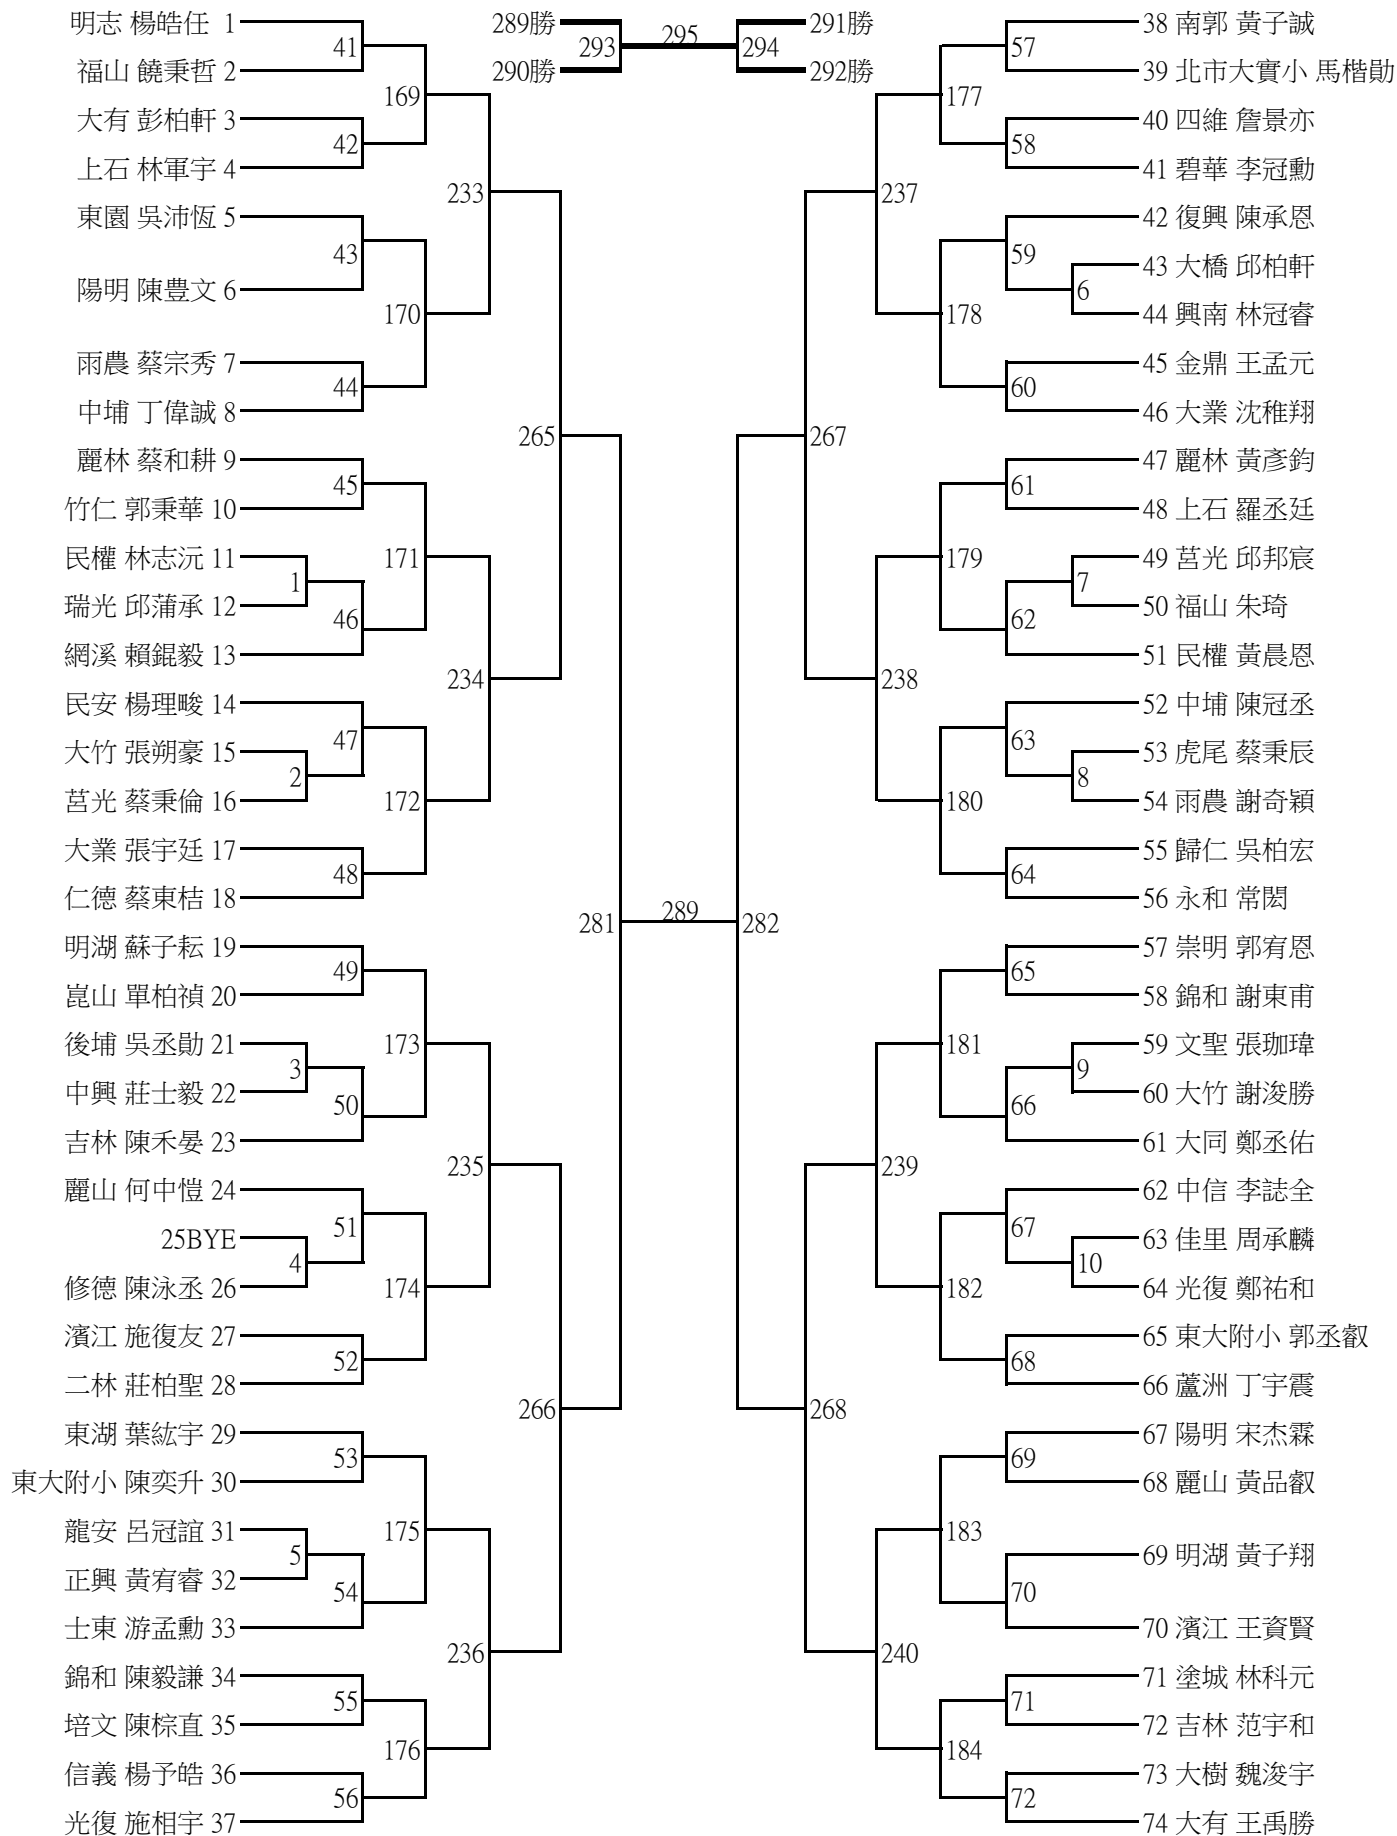 明志 楊皓任 1
福山 饒秉哲 2
大有 彭柏軒 3
上石 林軍宇 4
東園 吳沛恆 5
陽明 陳豊文 6
雨農 蔡宗秀 7
中埔 丁偉誠 8
麗林 蔡和耕 9
竹仁 郭秉華 10
民權 林志沅 11
瑞光 邱蒲承 12
網溪 賴錕毅 13
民安 楊理畯 14
大竹 張朔豪 15
莒光 蔡秉倫 16
大業 張宇廷 17
仁德 蔡東桔 18
明湖 蘇子耘 19
崑山 單柏禎 20
後埔 吳丞勛 21
中興 莊士毅 22
吉林 陳禾晏 23
麗山 何中愷 24
25BYE
修德 陳泳丞 26
濱江 施復友 27
二林 莊柏聖 28
東湖 葉紘宇 29
東大附小 陳奕升 30
龍安 呂冠誼 31
正興 黃宥睿 32
士東 游孟勳 33
錦和 陳毅謙 34
培文 陳棕直 35
信義 楊予皓 36
光復 施相宇 37
1
2
3
4
5
41
42
43
44
45
46
47
48
49
50
51
52
53
54
55
56
169
170
171
172
173
174
175
176
233
234
235
236
265
266
281
289
289勝
290勝
293
295
294
291勝
292勝
282
267
268
237
238
239
240
177
178
179
180
181
182
183
184
57
58
59
60
61
62
63
64
65
66
67
68
69
70
71
72
6
7
8
9
10
38 南郭 黃子誠
39 北市大實小 馬楷勛
40 四維 詹景亦
41 碧華 李冠勳
42 復興 陳承恩
43 大橋 邱柏軒
44 興南 林冠睿
45 金鼎 王孟元
46 大業 沈稚翔
47 麗林 黃彥鈞
48 上石 羅丞廷
49 莒光 邱邦宸
50 福山 朱琦
51 民權 黃晨恩
52 中埔 陳冠丞
53 虎尾 蔡秉辰
54 雨農 謝奇穎
55 歸仁 吳柏宏
56 永和 常閎
57 崇明 郭宥恩
58 錦和 謝東甫
59 文聖 張珈瑋
60 大竹 謝浚勝
61 大同 鄭丞佑
62 中信 李誌全
63 佳里 周承麟
64 光復 鄭祐和
65 東大附小 郭丞叡
66 蘆洲 丁宇震
67 陽明 宋杰霖
68 麗山 黃品叡
69 明湖 黃子翔
70 濱江 王資賢
71 塗城 林科元
72 吉林 范宇和
73 大樹 魏浚宇
74 大有 王禹勝